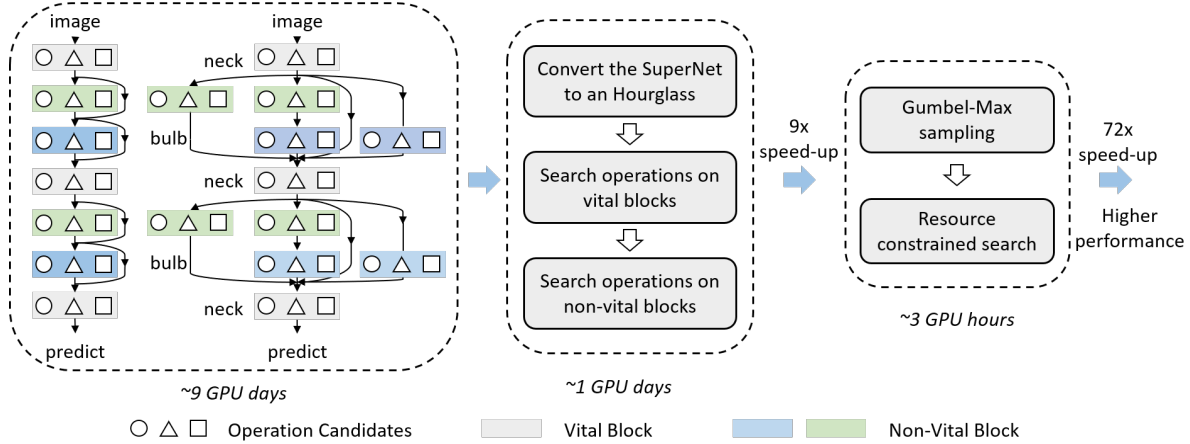 image
image
neck
bulb
neck
bulb
neck
predict
predict
~9 GPU days
Convert the SuperNet
to an Hourglass
Search operations on
vital blocks
Search operations on
non-vital blocks
~1 GPU days
9x
speed-up
Gumbel-Max
sampling
Resource
constrained search
~3 GPU hours
72x
speed-up
Higher
performance
Operation Candidates
Vital Block
Non-Vital Block